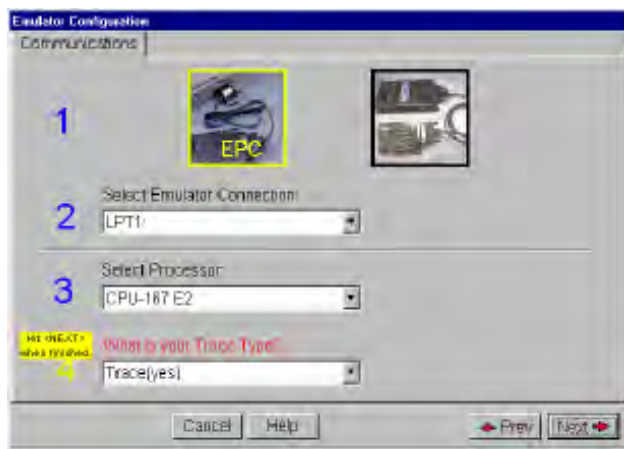 Emulator Configuration
Communications
1
EPC
2
Select Emulator Connection:
LPT1
3
Select Processor:
CPU-167 E2
Hit <NEXT>
when finished.
4
What is your Trace Type?
Trace(yes)
Cancel
Help
Prev
Next